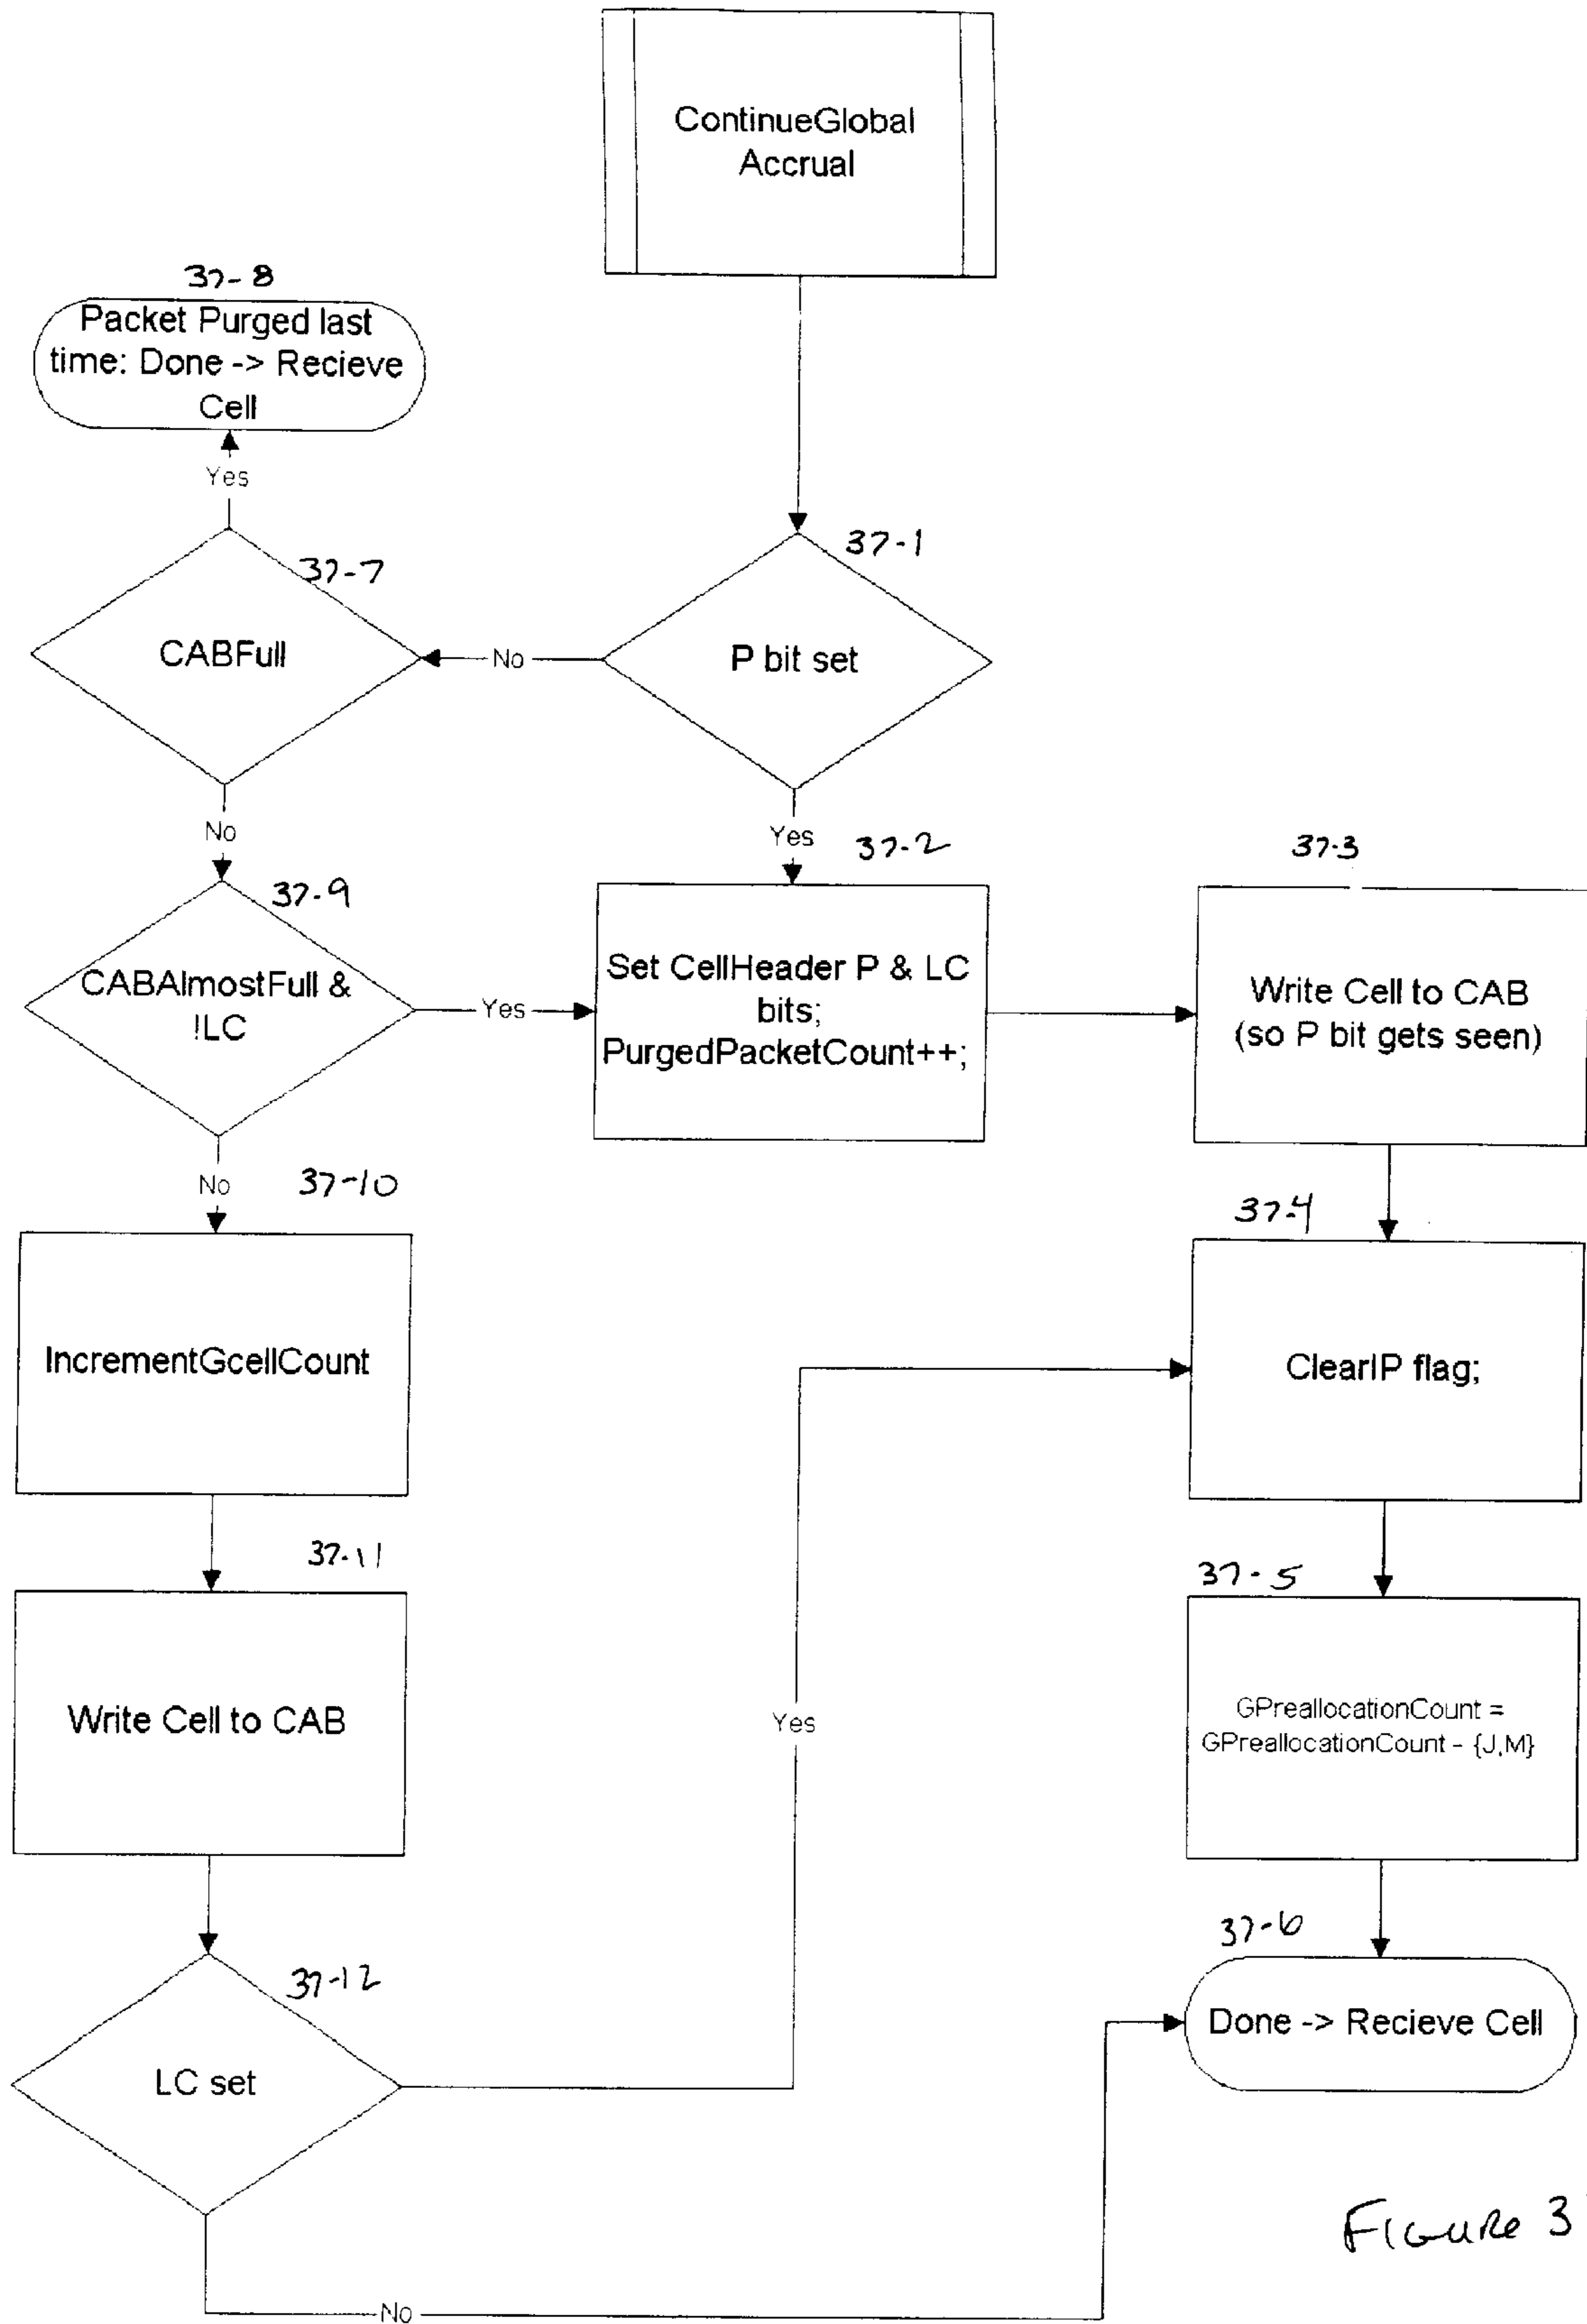 ContinueGlobal
Accrual
37-8
Packet Purged last
time: Done -> Recieve
Cell
Yes
37-1
37-7
CABFull
No
P bit set
No
Yes
37-2
37-3
37-9
CABAlmostFull &
!LC
Yes
Set CellHeader P & LC
bits;
PurgedPacketCount++;
Write Cell to CAB
(so P bit gets seen)
No
37-10
37-4
IncrementGcellCount
ClearIP flag;
37-11
37-5
Write Cell to CAB
Yes
GPreallocationCount =
GPreallocationCount - {J,M}
37-6
37-12
LC set
Done -> Recieve Cell
Figure 3
No